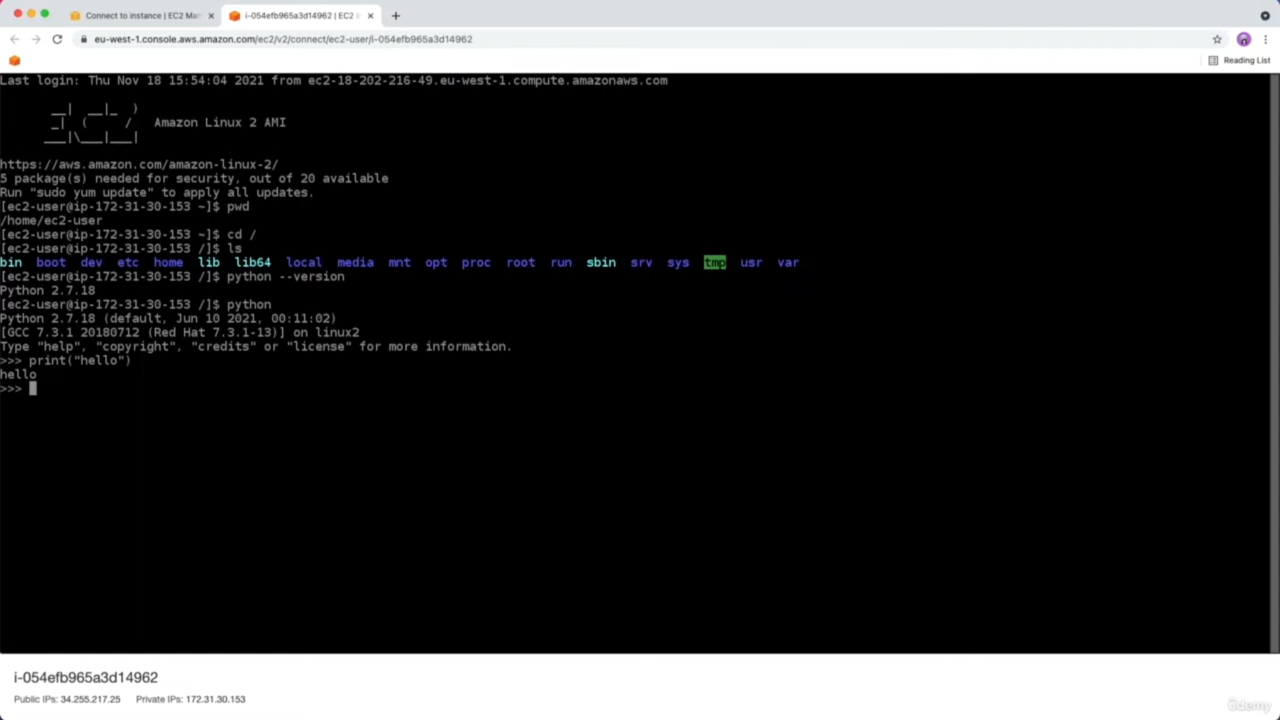 Connect to instance | EC2 Man
i-054efb965a3d14962 | EC2 I
eu-west-1.console.aws.amazon.com/ec2/v2/connect/ec2-user/i-054efb965a3d14962
Reading List
Last login: Thu Nov 18 15:54:04 2021 from ec2-18-202-216-49.eu-west-1.compute.amazonaws.com
       __|  __|_  )
       _|  (     /   Amazon Linux 2 AMI
      ___|\___|___|
https://aws.amazon.com/amazon-linux-2/
5 package(s) needed for security, out of 20 available
Run "sudo yum update" to apply all updates.
[ec2-user@ip-172-31-30-153 ~]$ pwd
/home/ec2-user
[ec2-user@ip-172-31-30-153 ~]$ cd /
[ec2-user@ip-172-31-30-153 /]$ ls
bin  boot  dev  etc  home  lib  lib64  local  media  mnt  opt  proc  root  run  sbin  srv  sys  tmp  usr  var
[ec2-user@ip-172-31-30-153 /]$ python --version
Python 2.7.18
[ec2-user@ip-172-31-30-153 /]$ python
Python 2.7.18 (default, Jun 10 2021, 00:11:02)
[GCC 7.3.1 20180712 (Red Hat 7.3.1-13)] on linux2
Type "help", "copyright", "credits" or "license" for more information.
>>> print("hello")
hello
>>>
i-054efb965a3d14962
Public IPs: 34.255.217.25 Private IPs: 172.31.30.153
ûdemy